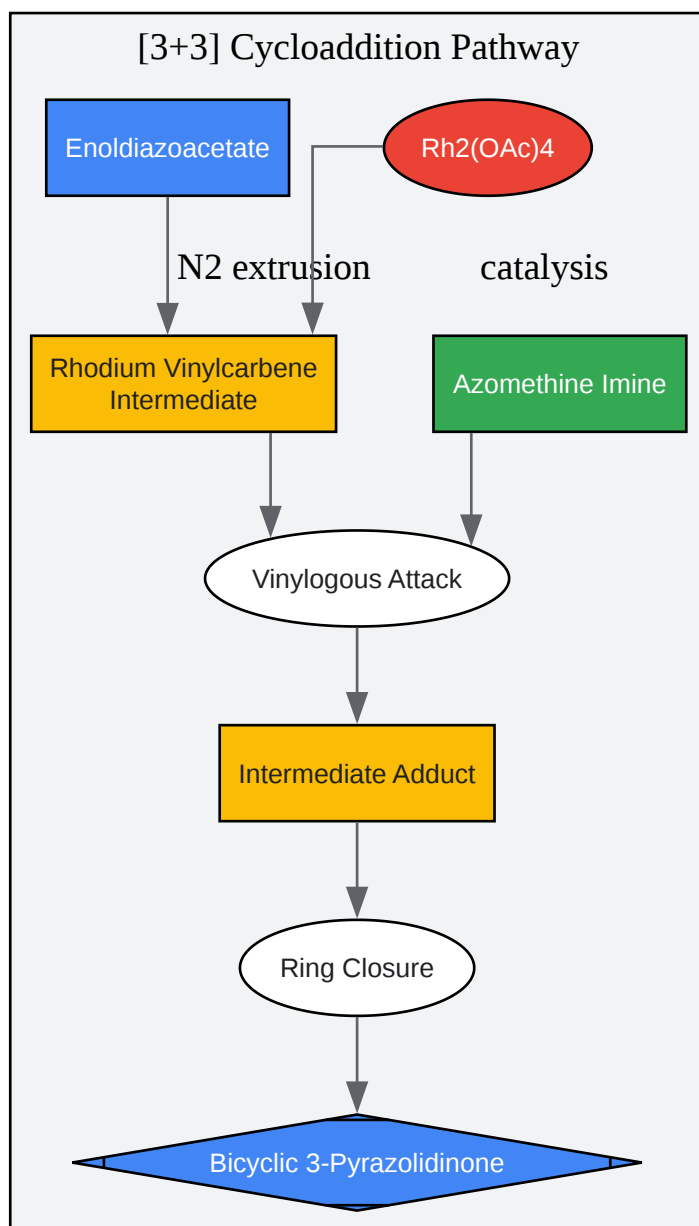 [3+3] Cycloaddition Pathway
Enoldiazoacetate
Rh2(OAc)4
N2 extrusion
catalysis
Rhodium Vinylcarbene
Intermediate
Azomethine Imine
Vinylogous Attack
Intermediate Adduct
Ring Closure
Bicyclic 3-Pyrazolidinone